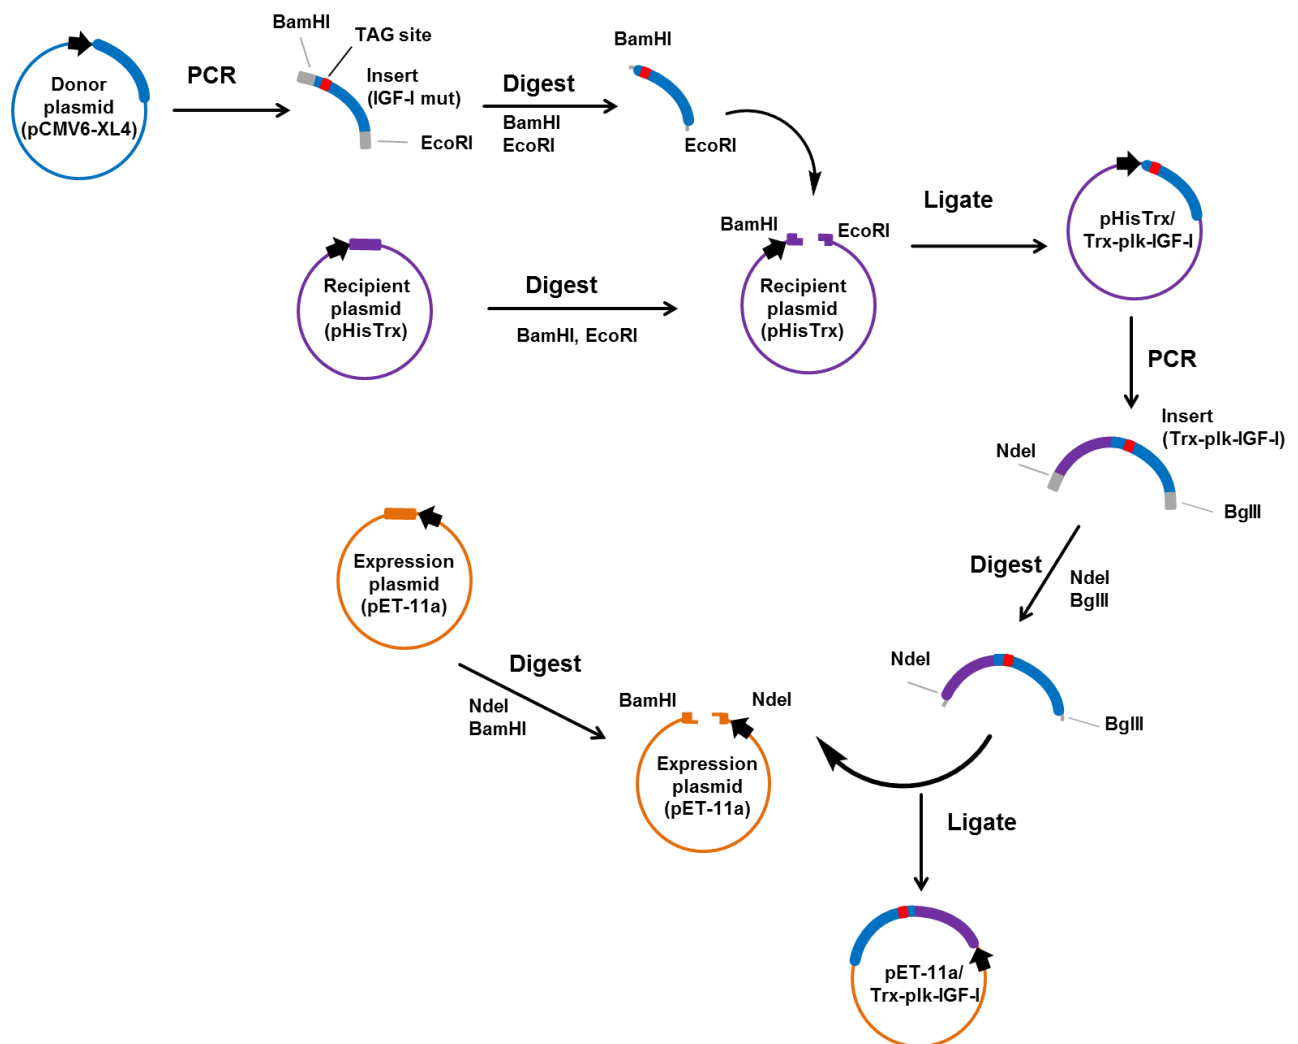 BamHI
TAG site
Donor
plasmid
(pCMV6-XL4)
PCR
Insert
(IGF-I mut)
EcoRI
Digest
BamHI
EcoRI
BamHI
EcoRI
Recipient
plasmid
(pHisTrx)
Digest
BamHI, EcoRI
BamHI
EcoRI
Recipient
plasmid
(pHisTrx)
Ligate
pHisTrx/
Trx-plk-IGF-I
PCR
Insert
(Trx-plk-IGF-I)
NdeI
BglII
Digest
NdeI
BglII
NdeI
BglII
Expression
plasmid
(pET-11a)
Digest
NdeI
BamHI
BamHI
NdeI
Expression
plasmid
(pET-11a)
Ligate
pET-11a/
Trx-plk-IGF-I